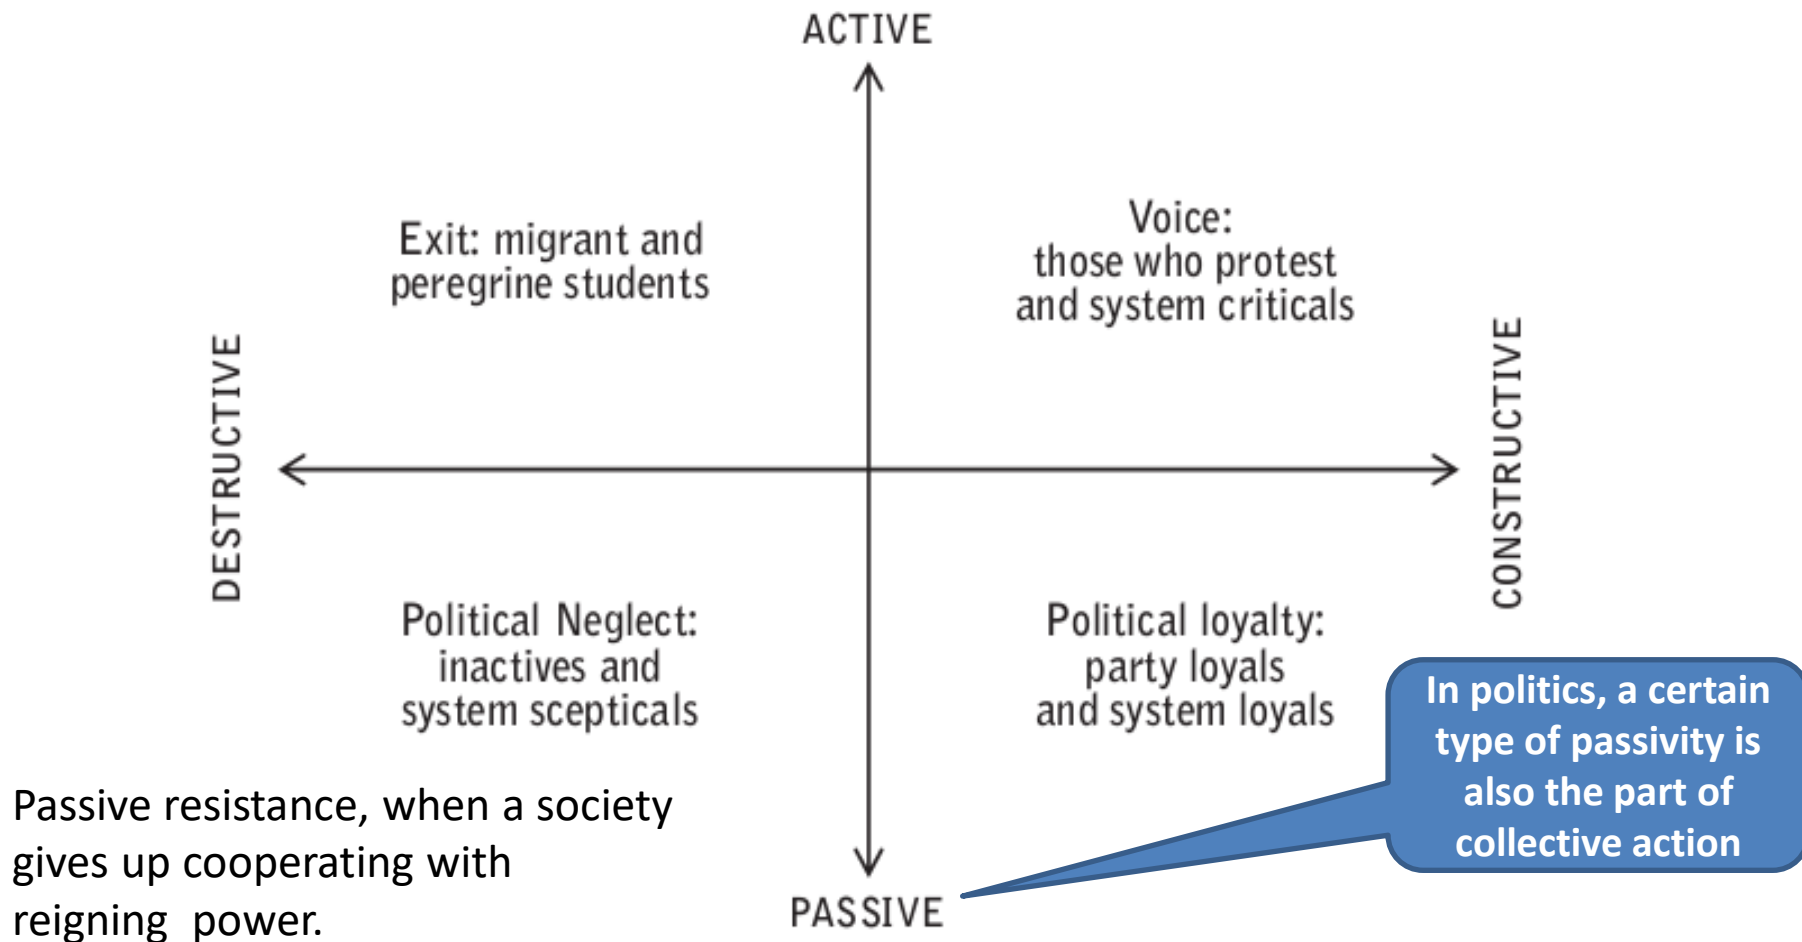 ACTIVE
Exit: migrant and
peregrine students
Voice:
those who protest
and system criticals
DESTRUCTIVE
CONSTRUCTIVE
Political Neglect:
inactives and
system scepticals
Political loyalty:
party loyals
and system loyals
In politics, a certain
type of passivity is
also the part of
collective action
Passive resistance, when a society
gives up cooperating with
reigning power.
PASSIVE